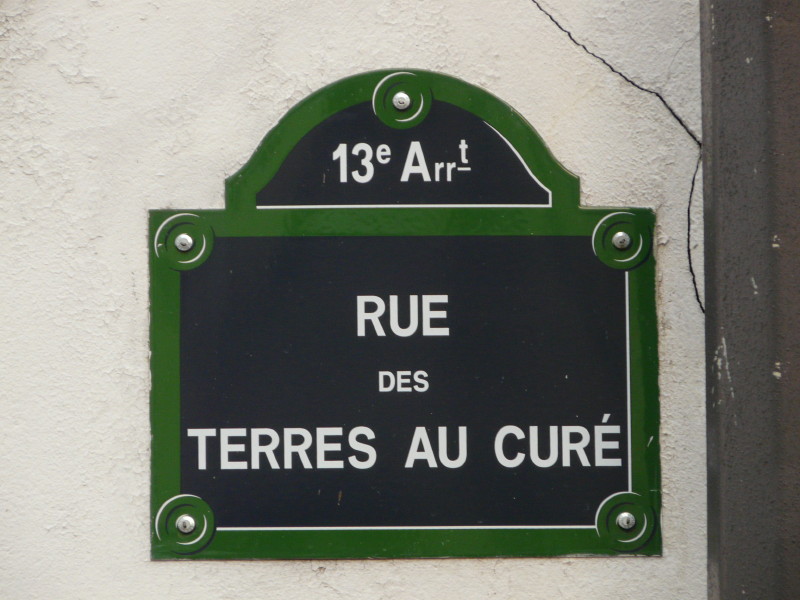 13e Arrt
RUE
DES
TERRES AU CURÉ